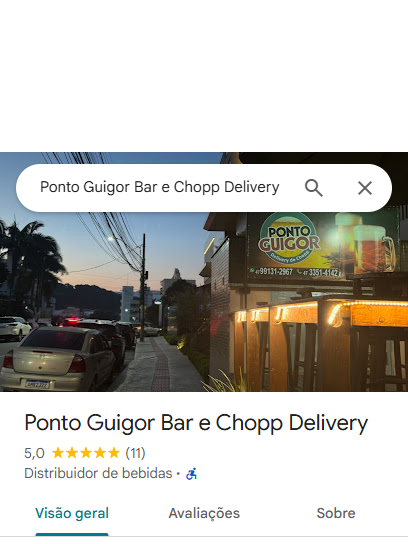 Ponto Guigor Bar e Chopp Delivery
PONTO
GUIGOR
Delivery de Chopp
47 99131-2967 47 3351-4142
Ponto Guigor Bar e Chopp Delivery
5,0 ★★★★★ (11)
Distribuidor de bebidas ·
Visão geral Avaliações Sobre